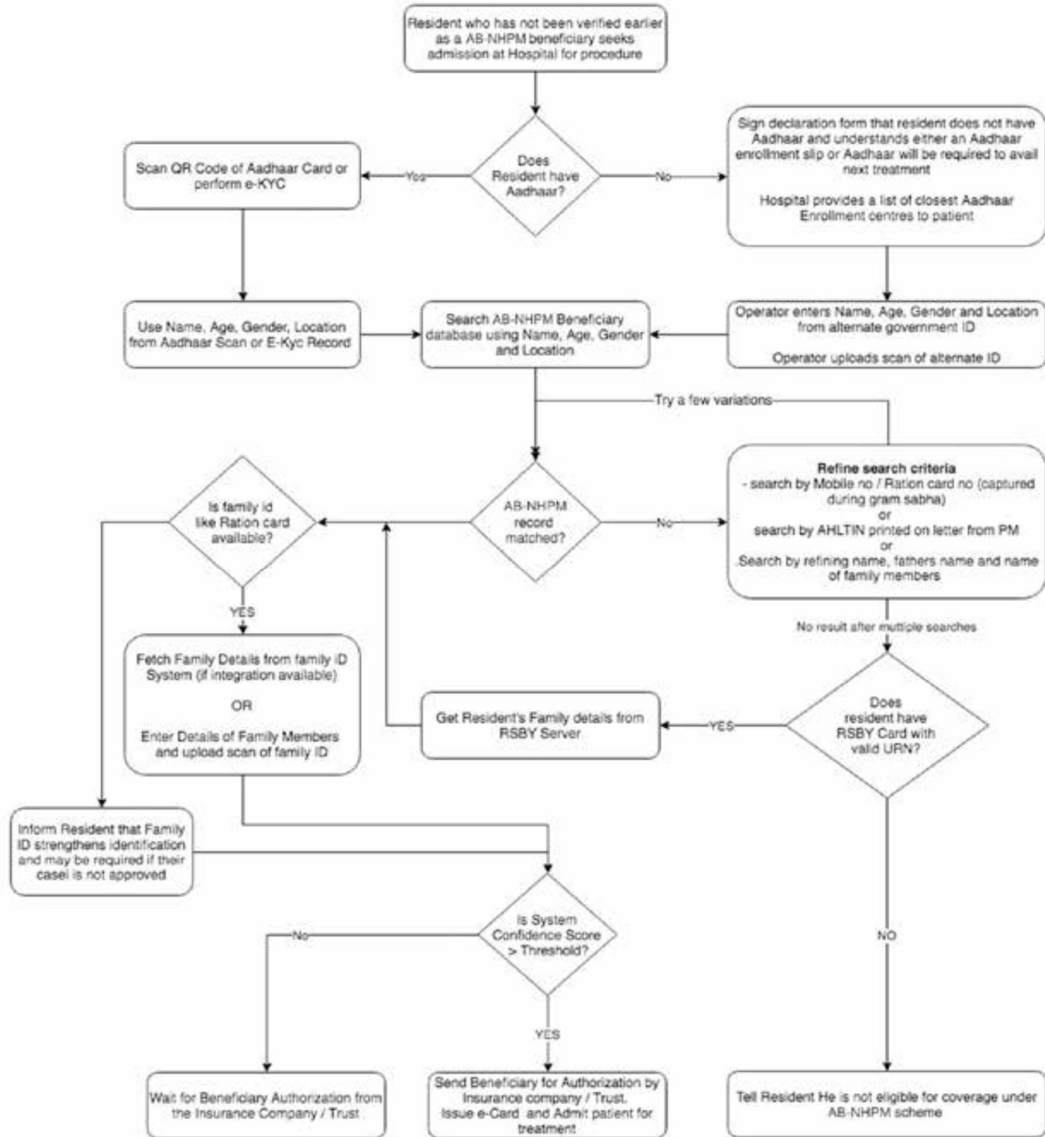 Resident who has not been verified earlier
as a AB-NHPM beneficiary seeks
admission at Hospital for procedure
Does
Resident have
Aadhaar?
Yes
No
Scan QR Code of Aadhaar Card or
perform e-KYC
Sign declaration form that resident does not have
Aadhaar and understands either an Aadhaar
enrollment slip or Aadhaar will be required to avail
next treatment
Hospital provides a list of closest Aadhaar
Enrollment centres to patient
Use Name, Age, Gender, Location
from Aadhaar Scan or E-Kyc Record
Search AB-NHPM Beneficiary
database using Name, Age, Gender
and Location
Operator enters Name, Age, Gender and Location
from alternate government ID
Operator uploads scan of alternate ID
Try a few variations
Is family id
like Ration card
available?
AB-NHPM
record
matched?
No
Refine search criteria
- search by Mobile no / Ration card no (captured
during gram sabha)
or
search by AHLTIN printed on letter from PM
or
.Search by refining name, fathers name and name
of family members
YES
No result after multiple searches
Fetch Family Details from family iD
System (if integration available)
OR
Enter Details of Family Members
and upload scan of family ID
Get Resident's Family details from
RSBY Server
YES
Does
resident have
RSBY Card with
valid URN?
Inform Resident that Family
ID strengthens identification
and may be required if their
casei is not approved
Is System
Confidence Score
> Threshold?
No
NO
YES
Wait for Beneficiary Authorization from
the Insurance Company / Trust
Send Beneficiary for Authorization by
Insurance company / Trust.
Issue e-Card and Admit patient for
treatment
Tell Resident He is not eligible for coverage under
AB-NHPM scheme